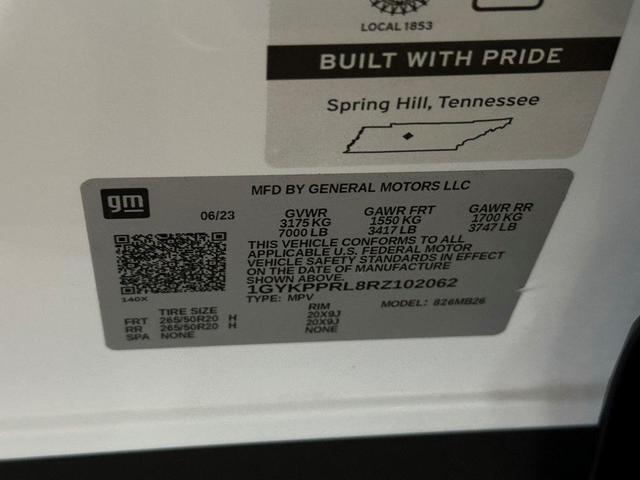 LOCAL 1853
BUILT WITH PRIDE
Spring Hill, Tennessee
gm
MFD BY GENERAL MOTORS LLC
06/23
GVWR
3175 KG
7000 LB
GAWR FRT
1550 KG
3417 LB
GAWR RR
1700 KG
3747 LB
THIS VEHICLE CONFORMS TO ALL
APPLICABLE U.S. FEDERAL MOTOR
VEHICLE SAFETY STANDARDS IN EFFECT
ON THE DATE OF MANUFACTURE
SHOWN ABOVE.
1GYKPPRL8RZ102062
TYPE: MPV
MODEL: 826MB26
140X
TIRE SIZE RIM
FRT 265/50R20 H 20X9J
RR 265/50R20 H 20X9J
SPA NONE NONE